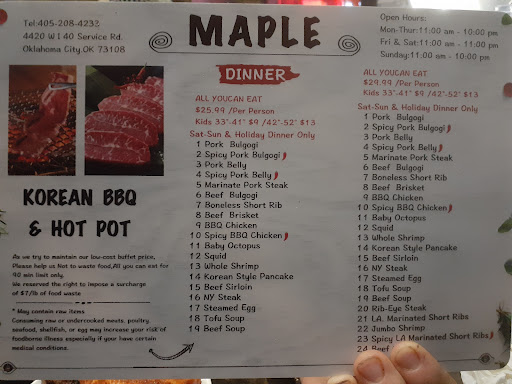 Tel:405-208-4232
4420 W I 40 Service Rd.
Oklahoma City.OK 73108
MAPLE
Open Hours:
Mon-Thur:11:00 am - 10:00 pm
Fri & Sat:11:00 am - 11:00 pm
Sunday:11:00 am - 10:00 pm
KOREAN BBQ
& HOT POT
As we try to maintain our low-cost buffet price,
Please help us Not to waste food,All you can eat for
90 min limit only.
We reserved the right to impose a surcharge
of $7/lb of food waste
* May contain raw items
Consuming raw or undercooked meats, poultry,
seafood, shellfish, or egg may increase your risk of
foodborne illness especially if your have certain
medical conditions.
DINNER
ALL YOUCAN EAT
$25.99 /Per Person
Kids 33"-41" $9 /42"-52" $13
Sat-Sun & Holiday Dinner Only
1 Pork Bulgogi
2 Spicy Pork Bulgogi
3 Pork Belly
4 Spicy Pork Belly
5 Marinate Pork Steak
6 Beef Bulgogi
7 Boneless Short Rib
8 Beef Brisket
9 BBQ Chicken
10 Spicy BBQ Chicken
11 Baby Octopus
12 Squid
13 Whole Shrimp
14 Korean Style Pancake
15 Beef Sirloin
16 NY Steak
17 Steamed Egg
18 Tofu Soup
19 Beef Soup
ALL YOU CAN EAT
$29.99 /Per Person
Kids 33"-41" $9 /42"-52" $13
Sat-Sun & Holiday Dinner Only
1 Pork Bulgogi
2 Spicy Pork Bulgogi
3 Pork Belly
4 Spicy Pork Belly
5 Marinate Pork Steak
6 Beef Bulgogi
7 Boneless Short Rib
8 Beef Brisket
9 BBQ Chicken
10 Spicy BBQ Chicken
11 Baby Octopus
12 Squid
13 Whole Shrimp
14 Korean Style Pancake
15 Beef Sirloin
16 NY Steak
17 Steamed Egg
18 Tofu Soup
19 Beef Soup
20 Rib-Eye Steak
21 LA. Marinated Short Ribs
22 Jumbo Shrimp
23 Spicy LA Marinated Short Ribs
24 Beef